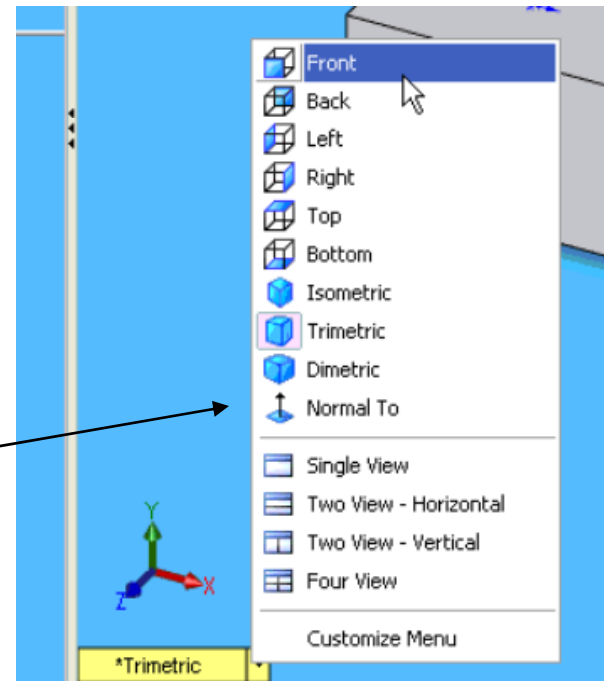 Front
Back
Left
Right
Top
Bottom
Isometric
Trimetric
Dimetric
Normal To
Single View
Two View - Horizontal
Two View - Vertical
Four View
Customize Menu
Y
X
Z
*Trimetric